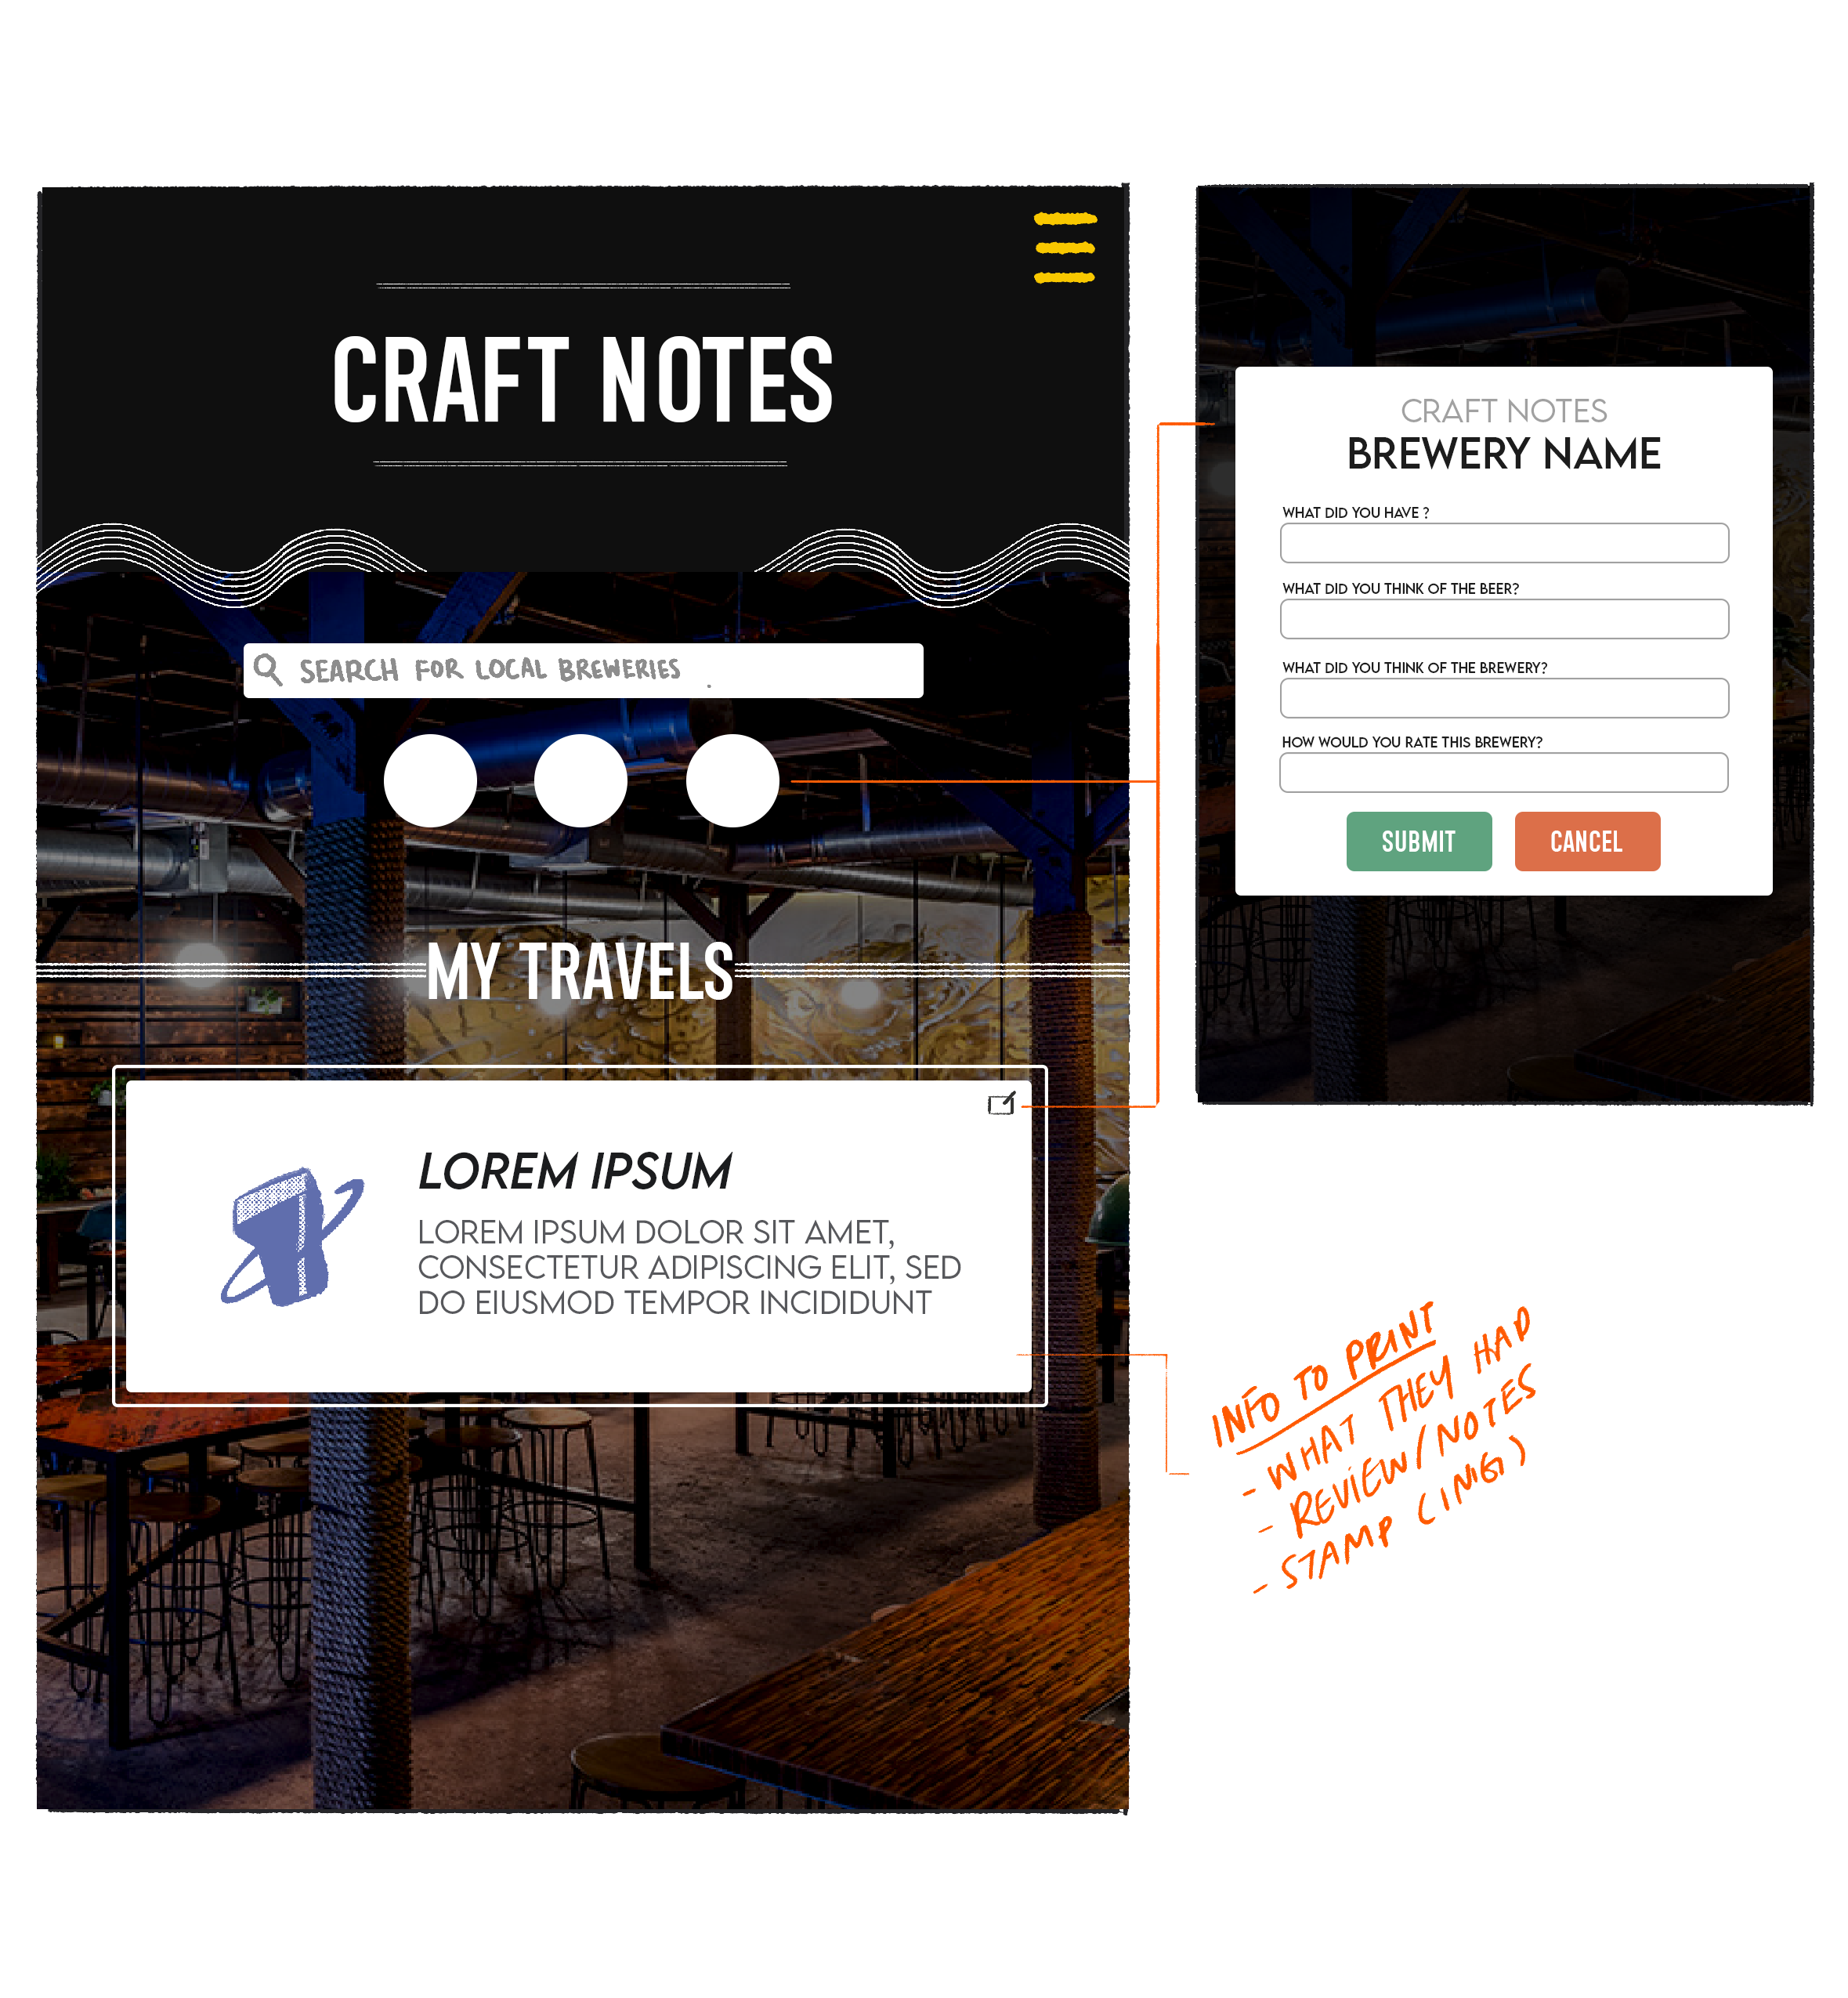 CRAFT NOTES
SEARCH FOR LOCAL BREWERIES
MY TRAVELS
LOREM IPSUM
LOREM IPSUM DOLOR SIT AMET,
CONSECTETUR ADIPISCING ELIT, SED
DO EIUSMOD TEMPOR INCIDIDUNT
CRAFT NOTES
BREWERY NAME
WHAT DID YOU HAVE ?
WHAT DID YOU THINK OF THE BEER?
WHAT DID YOU THINK OF THE BREWERY?
HOW WOULD YOU RATE THIS BREWERY?
SUBMIT
CANCEL
INFO TO PRINT
- WHAT THEY HAD
- REVIEW/NOTES
- STAMP